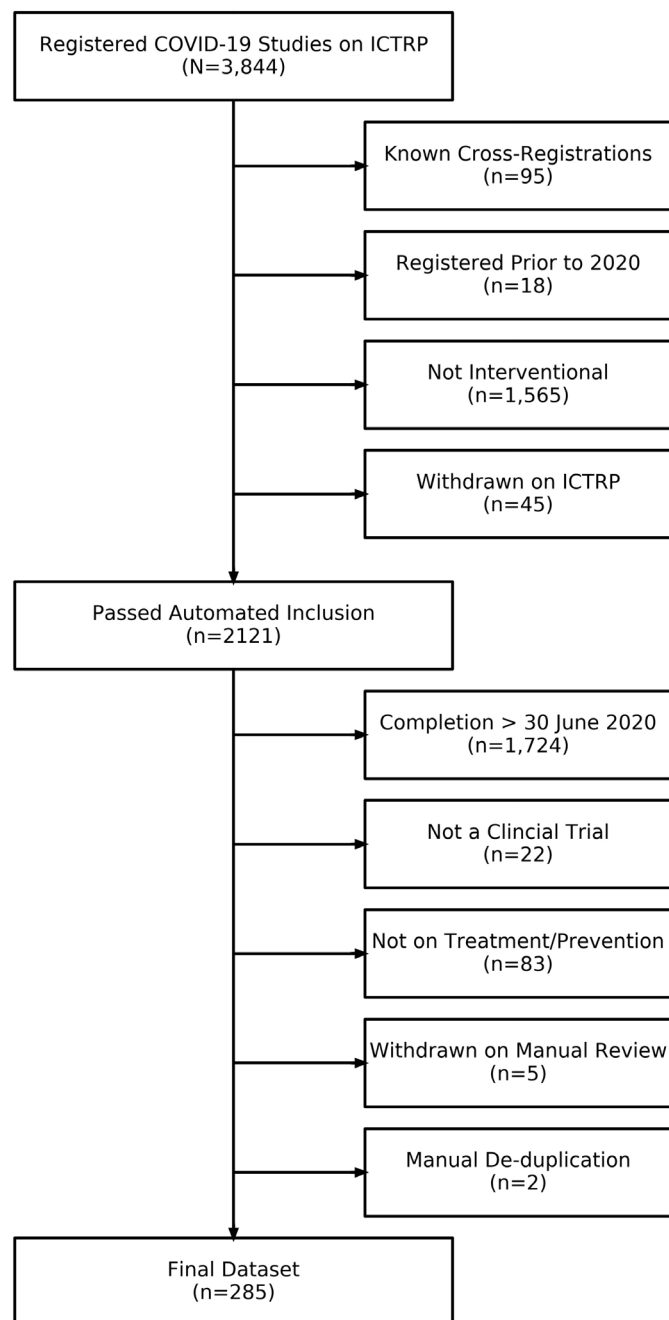 Registered COVID-19 Studies on ICTRP
(N=3,844)
Known Cross-Registrations
(n=95)
Registered Prior to 2020
(n=18)
Not Interventional
(n=1,565)
Withdrawn on ICTRP
(n=45)
Passed Automated Inclusion
(n=2121)
Completion > 30 June 2020
(n=1,724)
Not a Clincial Trial
(n=22)
Not on Treatment/Prevention
(n=83)
Withdrawn on Manual Review
(n=5)
Manual De-duplication
(n=2)
Final Dataset
(n=285)